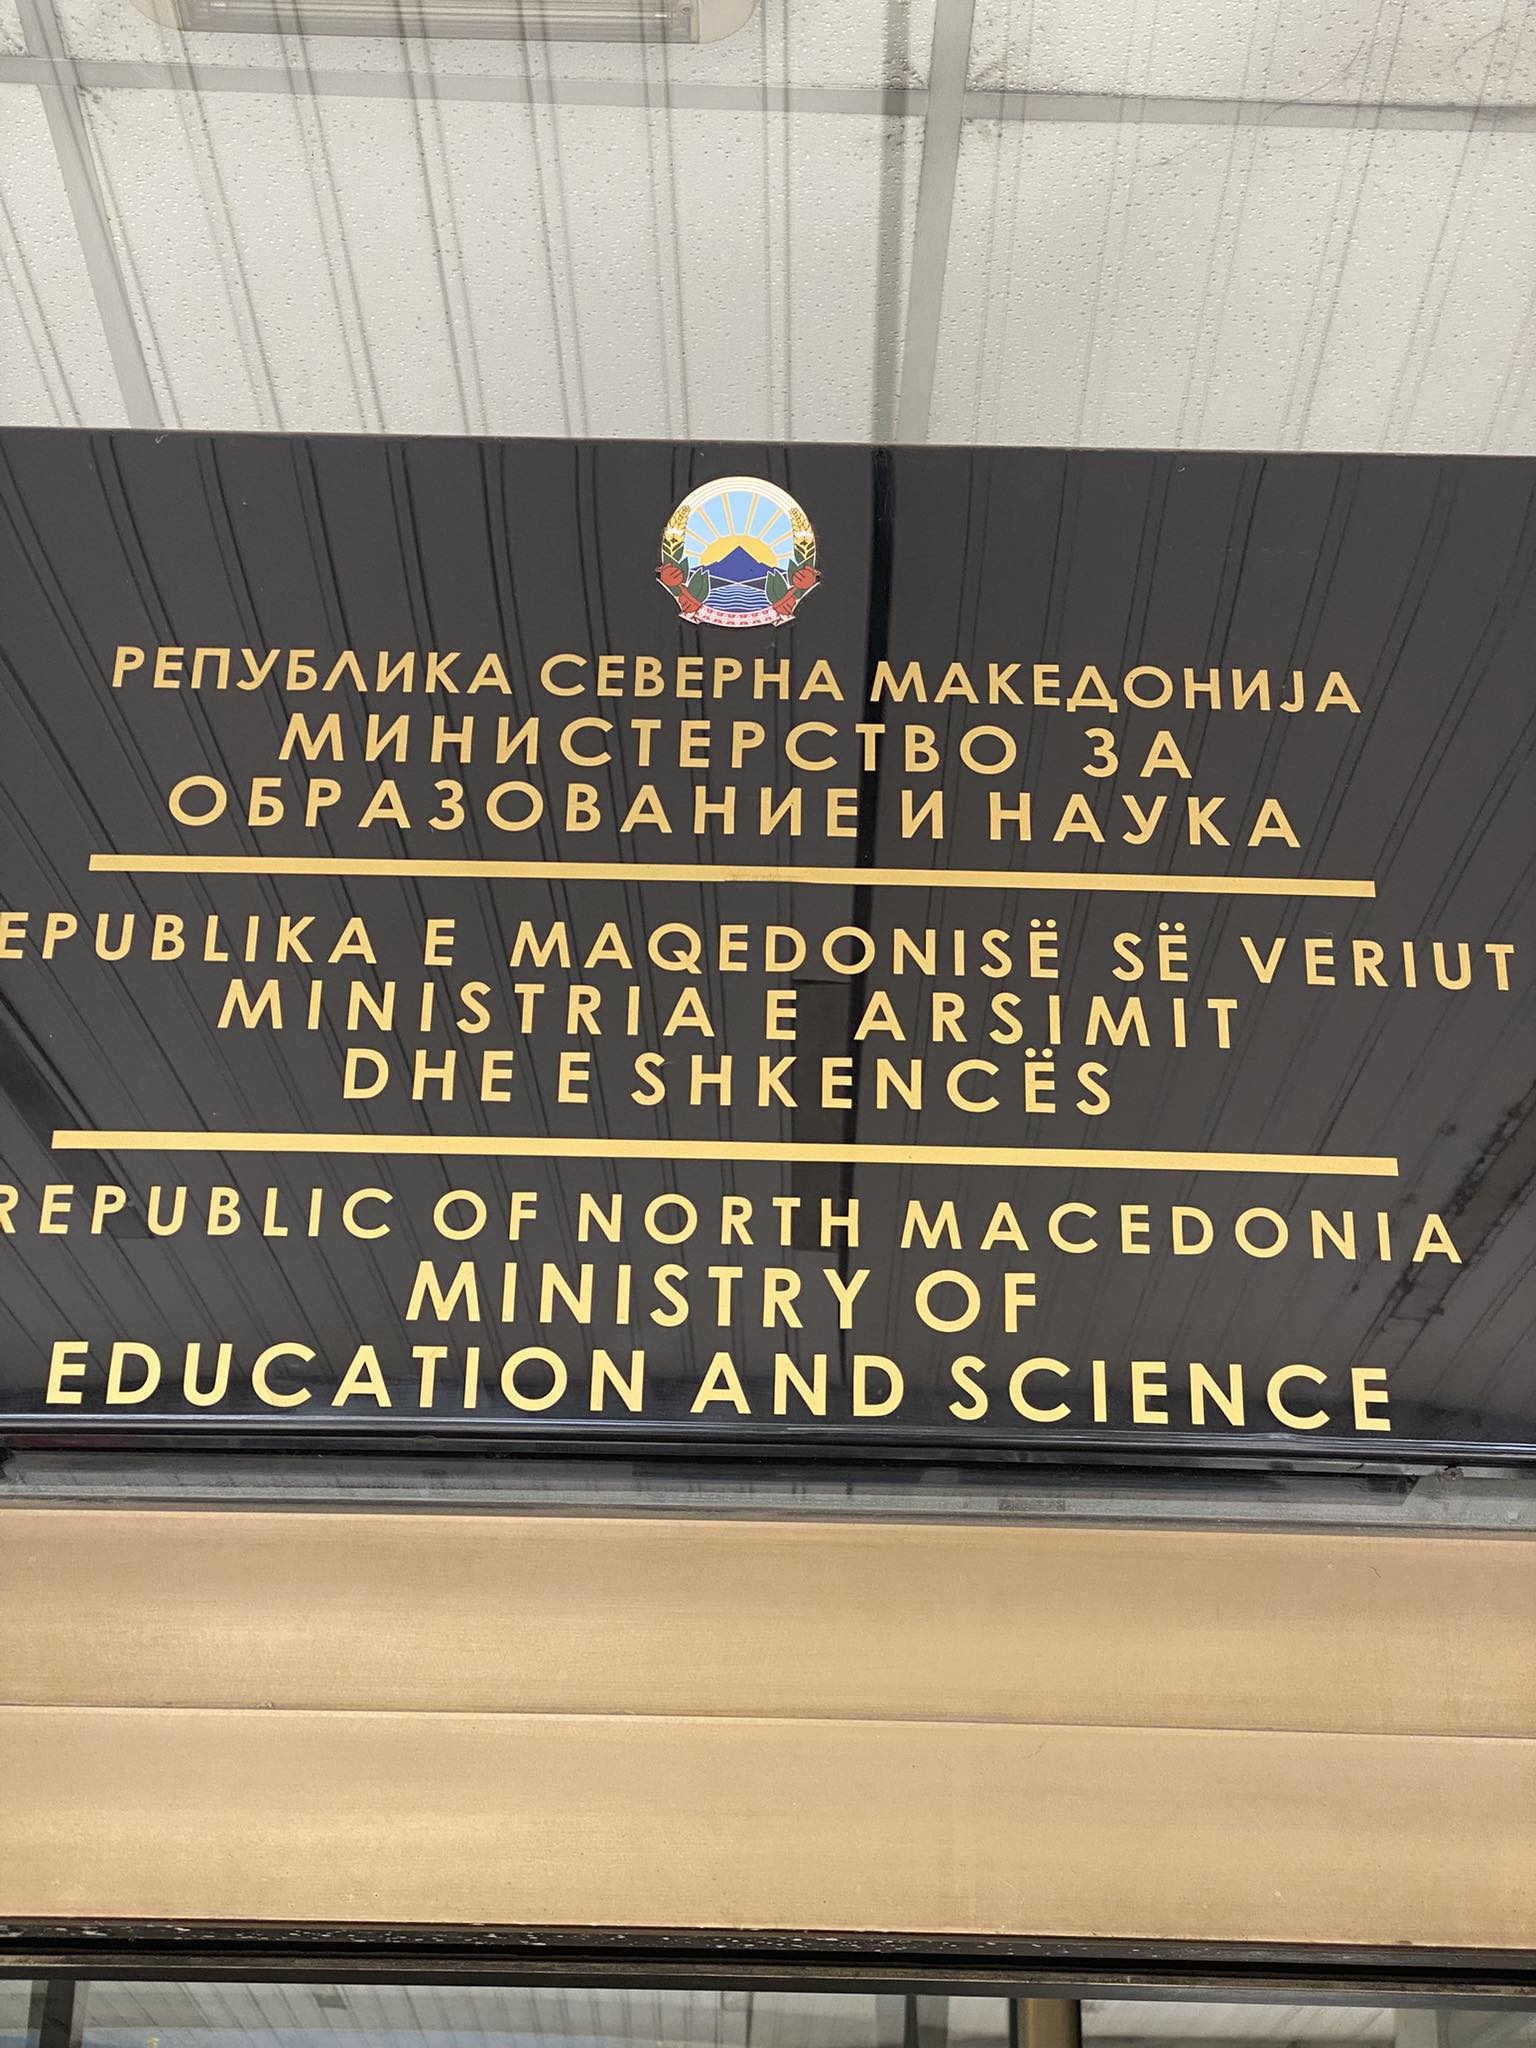 РЕПУБЛИКА СЕВЕРНА МАКЕДОНИЈА
МИНИСТЕРСТВО ЗА
ОБРАЗОВАНИЕ И НАУКА
EPUBLIKA E MAQEDONISË SË VERIUT
MINISTRIA E ARSIMIT
DHE E SHKENCËS
REPUBLIC OF NORTH MACEDONIA
MINISTRY OF
EDUCATION AND SCIENCE